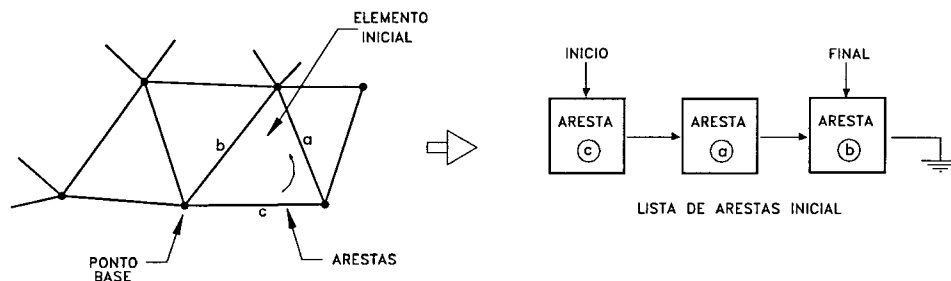 ELEMENTO
INICIAL
a
b
c
PONTO
BASE
ARESTAS
INICIO
FINAL
ARESTA
c
ARESTA
a
ARESTA
b
LISTA DE ARESTAS INICIAL